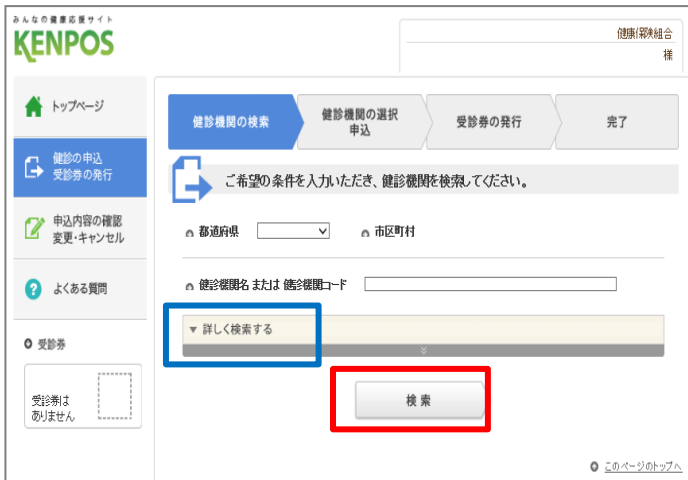 みんなの健康応援サイト
KENPOS
健康保険組合
様
トップページ
健診の申込
受診券の発行
申込内容の確認
変更・キャンセル
よくある質問
受診券
受診券は
ありません
健診機関の検索
健診機関の選択
申込
受診券の発行
完了
ご希望の条件を入力いただき、健診機関を検索してください。
都道府県
市区町村
健診機関名 または 健診機関コード
▼ 詳しく検索する
検索
このページのトップへ